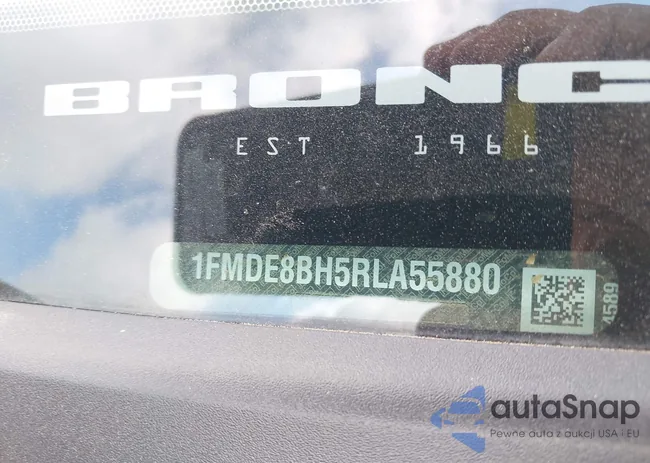 BRONC
EST 1966
1FMDE8BH5RLA55880
4589
autaSnap
Pewne auta z aukcji USA i EU